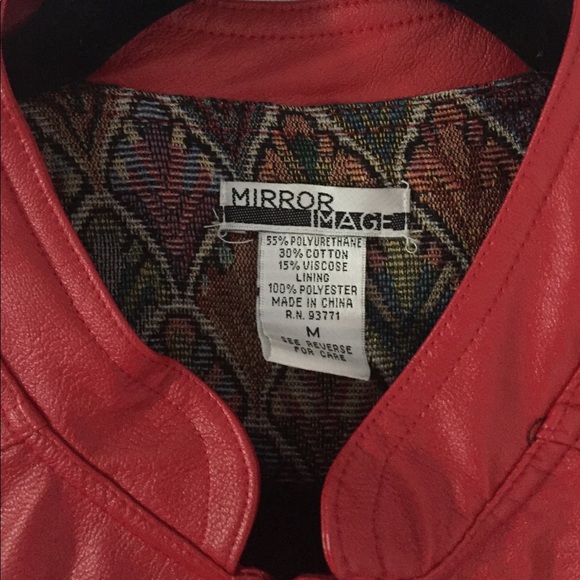 MIRROR
IMAGE
55% POLYURETHANE
30% COTTON
15% VISCOSE
LINING
100% POLYESTER
MADE IN CHINA
R.N. 93771
M
SEE REVERSE
FOR CARE